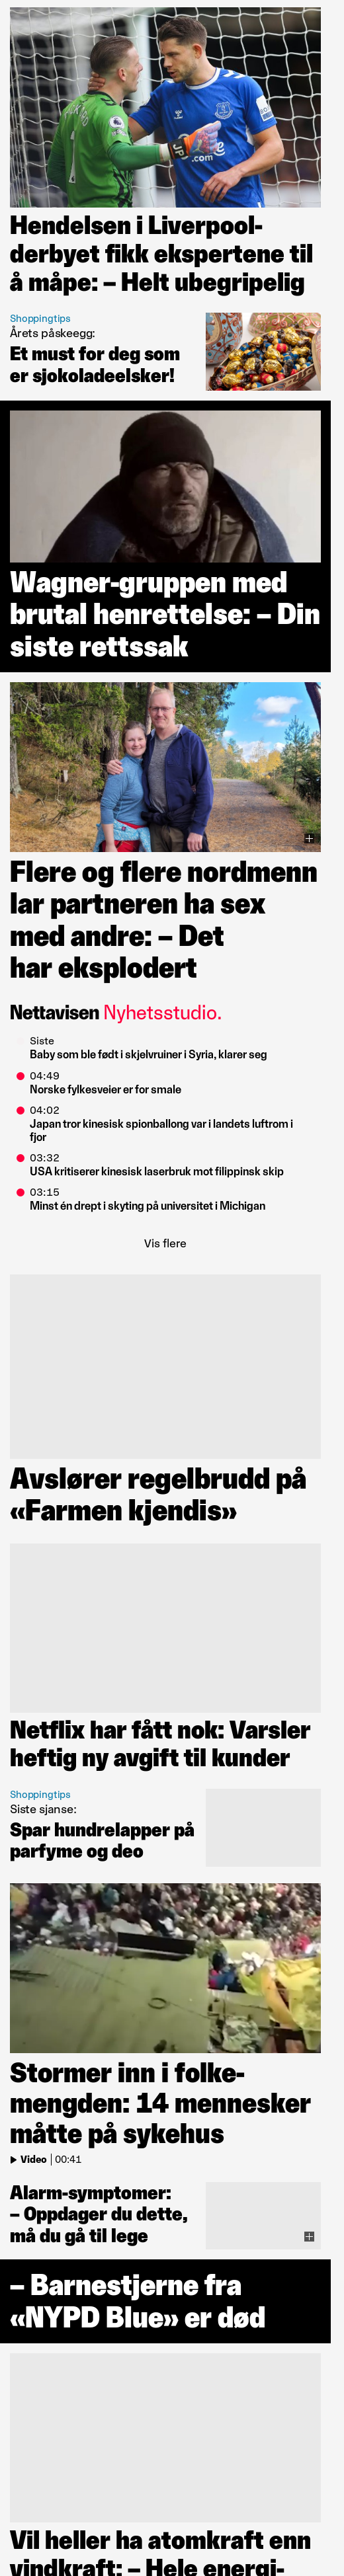 Hendelsen i Liverpool-
derbyet fikk ekspertene til
å måpe: – Helt ubegripelig
Shoppingtips
Årets påskeegg:
Et must for deg som
er sjokoladeelsker!
Wagner-gruppen med
brutal henrettelse: – Din
siste rettssak
Flere og flere nordmenn
lar partneren ha sex
med andre: – Det
har eksplodert
Nettavisen Nyhetsstudio.
Siste
Baby som ble født i skjelvruiner i Syria, klarer seg
04:49
Norske fylkesveier er for smale
04:02
Japan tror kinesisk spionballong var i landets luftrom i
fjor
03:32
USA kritiserer kinesisk laserbruk mot filippinsk skip
03:15
Minst én drept i skyting på universitet i Michigan
Vis flere
Avslører regelbrudd på
«Farmen kjendis»
Netflix har fått nok: Varsler
heftig ny avgift til kunder
Shoppingtips
Siste sjanse:
Spar hundrelapper på
parfyme og deo
Stormer inn i folke-
mengden: 14 mennesker
måtte på sykehus
Video 00:41
Alarm-symptomer:
– Oppdager du dette,
må du gå til lege
– Barnestjerne fra
«NYPD Blue» er død
Vil heller ha atomkraft enn
vindkraft: – Hele energi-